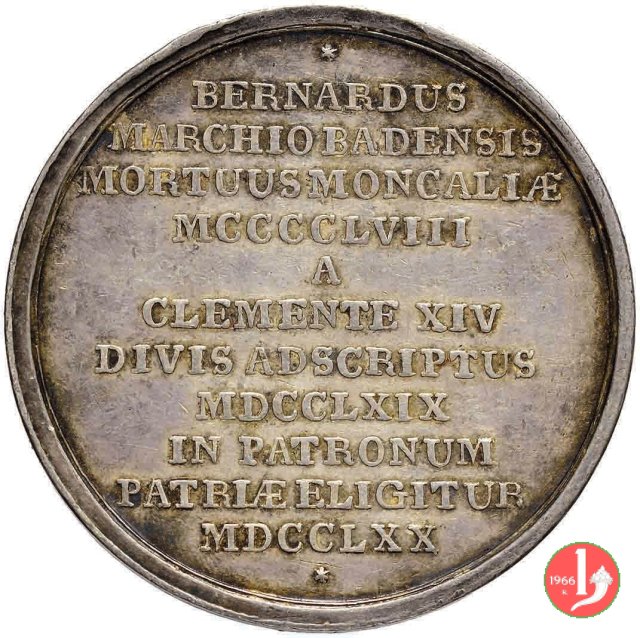 *
BERNARDUS
MARCHIO BADENSIS
MORTUUS MONCALIÆ
MCCCCLVIII
A
CLEMENTE XIV
DIVIS ADSCRIPTUS
MDCCLXIX
IN PATRONUM
PATRIÆ ELIGITUR
MDCCLXX
*
1966
K